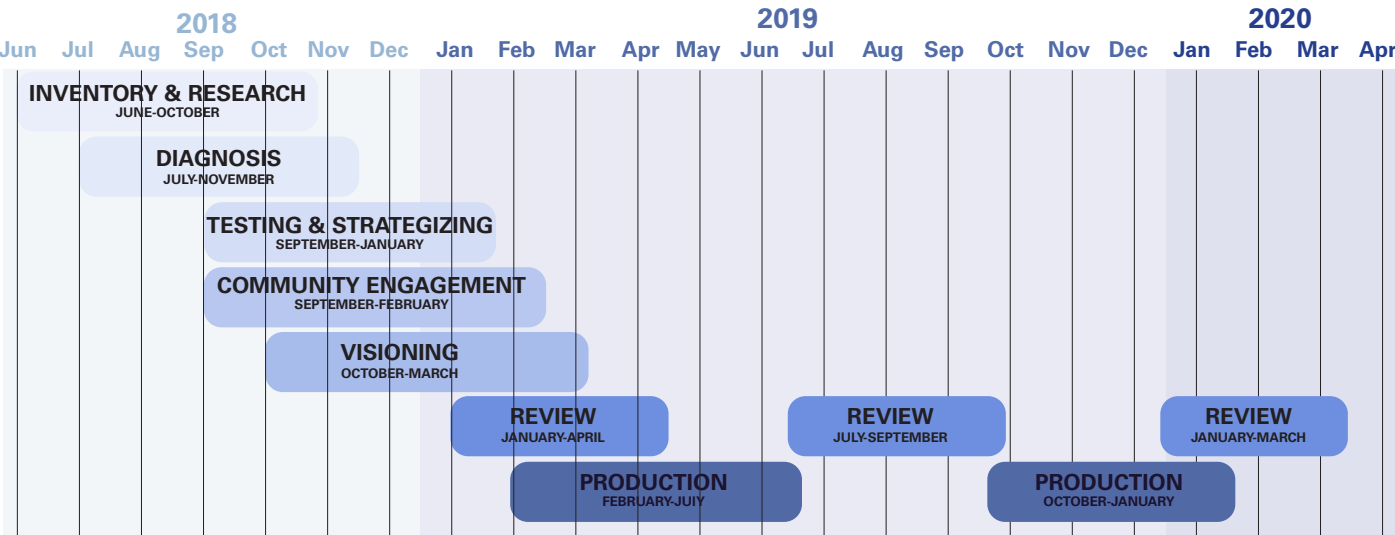 2018 2019 2020
Jun Jul Aug Sep Oct Nov Dec Jan Feb Mar Apr May Jun Jul Aug Sep Oct Nov Dec Jan Feb Mar Apr
INVENTORY & RESEARCH
JUNE-OCTOBER
DIAGNOSIS
JULY-NOVEMBER
TESTING & STRATEGIZING
SEPTEMBER-JANUARY
COMMUNITY ENGAGEMENT
SEPTEMBER-FEBRUARY
VISIONING
OCTOBER-MARCH
REVIEW REVIEW REVIEW
JANUARY-APRIL JULY-SEPTEMBER JANUARY-MARCH
PRODUCTION PRODUCTION
FEBRUARY-JUIY OCTOBER-JANUARY